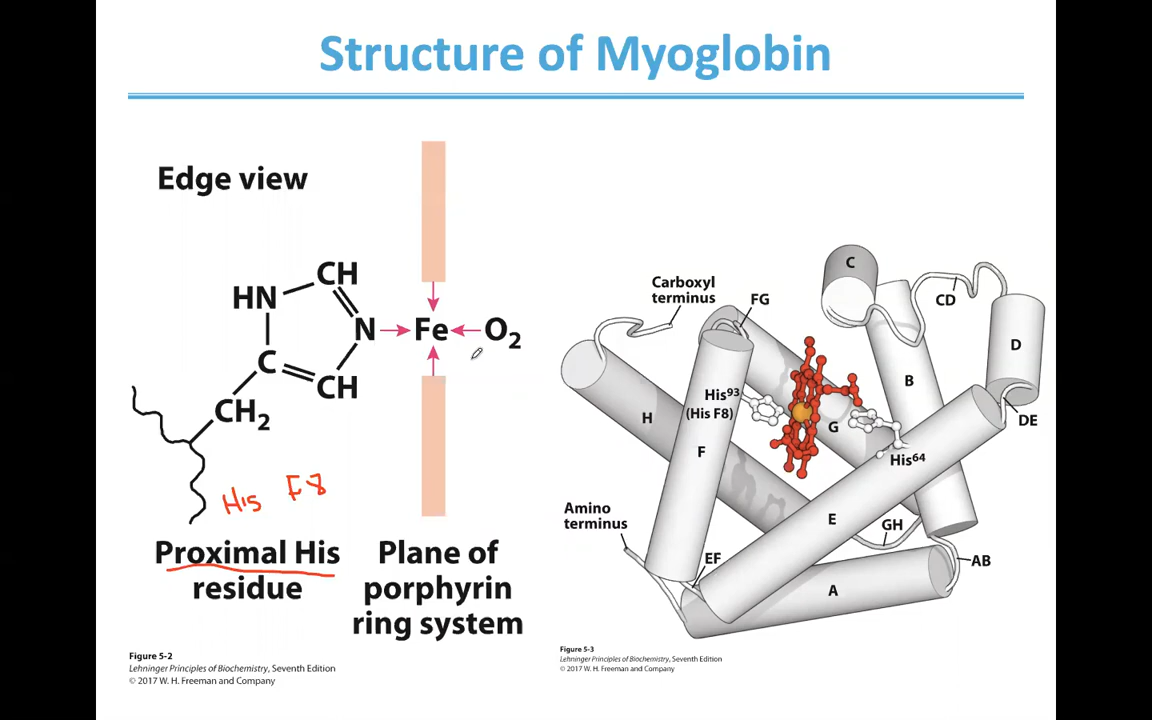 Structure of Myoglobin
Edge view
CH
HN
N
Fe
O2
C
CH
CH2
His F8
Proximal His
residue
Plane of
porphyrin
ring system
Figure 5-2
Lehninger Principles of Biochemistry, Seventh Edition
© 2017 W. H. Freeman and Company
C
Carboxyl
terminus
FG
CD
D
B
His93
(His F8)
H
G
DE
F
His64
Amino
terminus
E
GH
EF
AB
A
Figure 5-3
Lehninger Principles of Biochemistry, Seventh Edition
© 2017 W. H. Freeman and Company